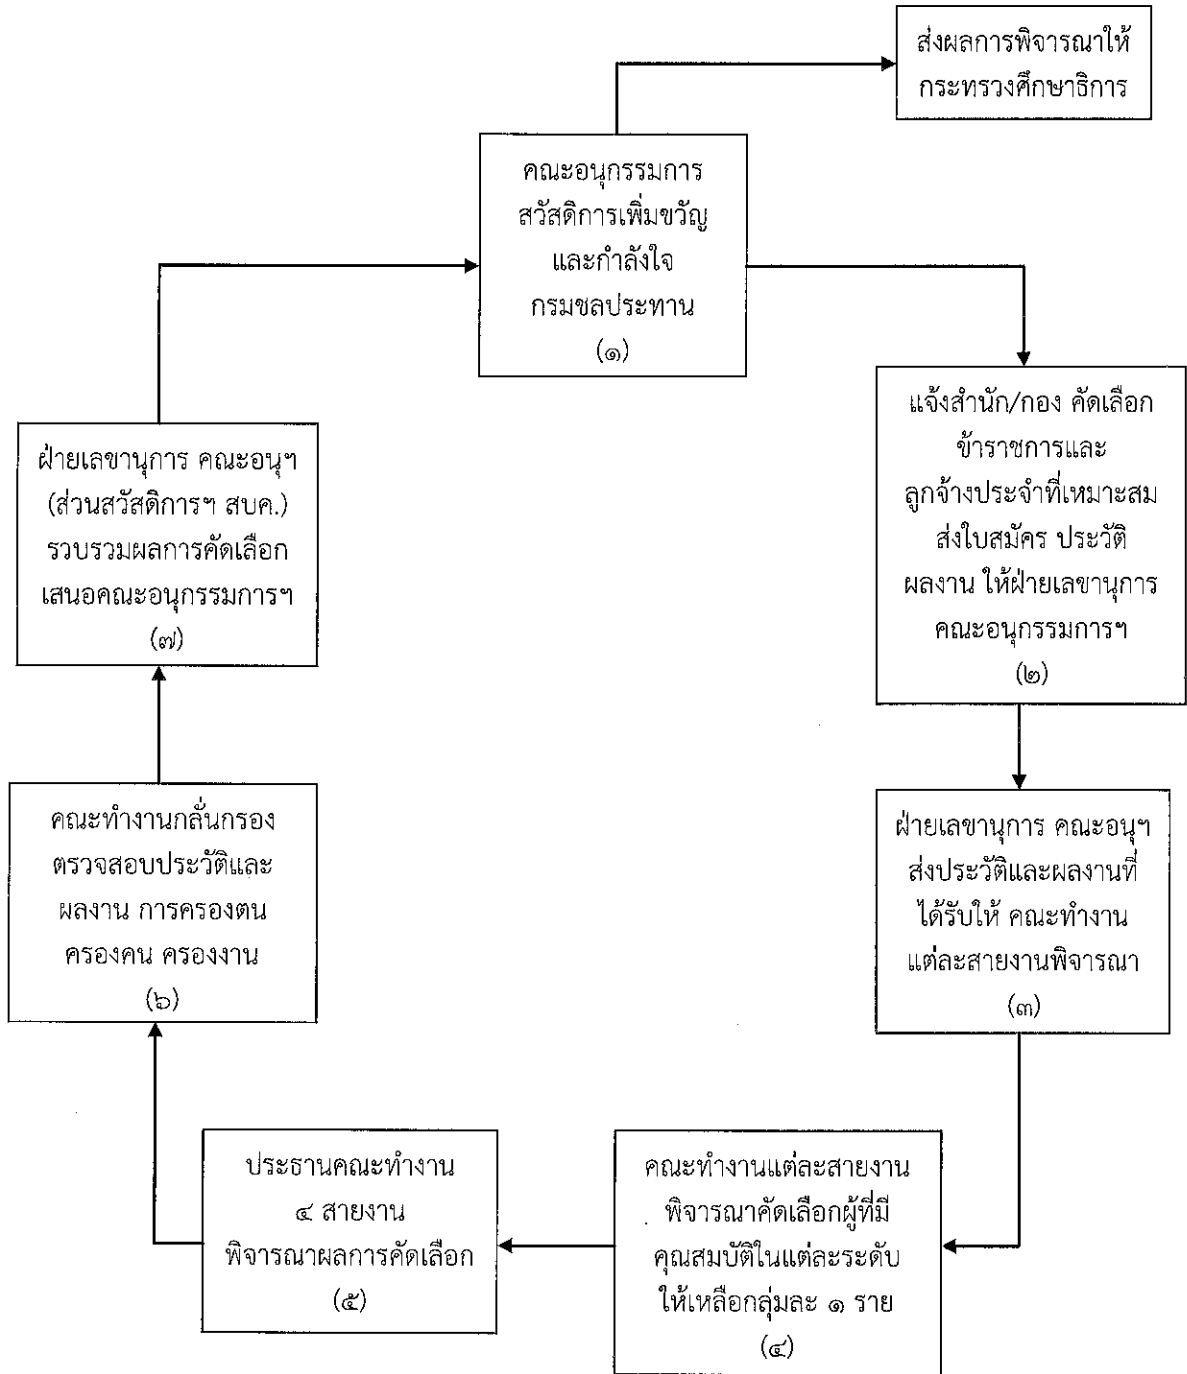 ส่งผลการพิจารณาให้
กระทรวงศึกษาธิการ
คณะอนุกรรมการ
สวัสดิการเพิ่มขวัญ
และกำลังใจ
กรมชลประทาน
(๑)
แจ้งสำนัก/กอง คัดเลือก
ข้าราชการและ
ลูกจ้างประจำที่เหมาะสม
ส่งใบสมัคร ประวัติ
ผลงาน ให้ฝ่ายเลขานุการ
คณะอนุกรรมการฯ
(๒)
ฝ่ายเลขานุการ คณะอนุฯ
ส่งประวัติและผลงานที่
ได้รับให้ คณะทำงาน
แต่ละสายงานพิจารณา
(๓)
คณะทำงานแต่ละสายงาน
พิจารณาคัดเลือกผู้ที่มี
คุณสมบัติในแต่ละระดับ
ให้เหลือกลุ่มละ ๑ ราย
(๔)
ประธานคณะทำงาน
๔ สายงาน
พิจารณาผลการคัดเลือก
(๕)
คณะทำงานกลั่นกรอง
ตรวจสอบประวัติและ
ผลงาน การครองตน
ครองคน ครองงาน
(๖)
ฝ่ายเลขานุการ คณะอนุฯ
(ส่วนสวัสดิการฯ สบค.)
รวบรวมผลการคัดเลือก
เสนอคณะอนุกรรมการฯ
(๗)